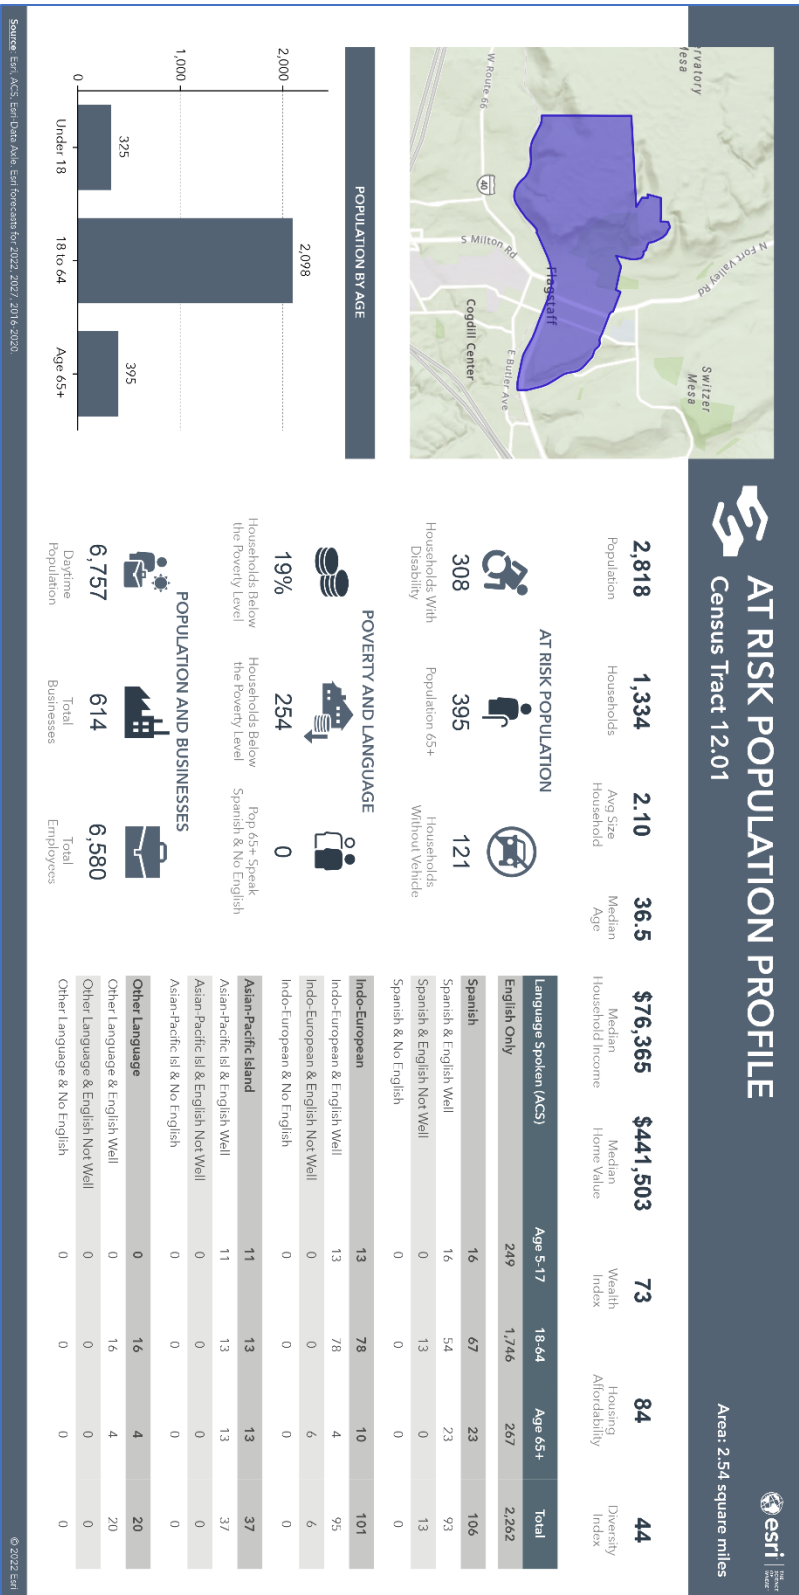 AT RISK POPULATION PROFILE
Census Tract 12.01
Area: 2.54 square miles
esri
THE
SCIENCE
OF
WHERE
rvatory
Mesa
W Route 66
40
S Milton Rd
Flagstaff
N Fort Valley Rd
Switzer
Mesa
Cogdill Center
E Butler Ave
2,818
Population
1,334
Households
2.10
Avg Size
Household
36.5
Median
Age
$76,365
Median
Household Income
$441,503
Median
Home Value
73
Wealth
Index
84
Housing
Affordability
44
Diversity
Index
AT RISK POPULATION
308
Households With
Disability
395
Population 65+
121
Households
Without Vehicle
POVERTY AND LANGUAGE
19%
Households Below
the Poverty Level
254
Households Below
the Poverty Level
0
Pop 65+ Speak
Spanish & No English
POPULATION AND BUSINESSES
6,757
Daytime
Population
614
Total
Businesses
6,580
Total
Employees
POPULATION BY AGE
2,000
1,000
0
325
2,098
395
Under 18
18 to 64
Age 65+
Language Spoken (ACS) Age 5-17 18-64 Age 65+ Total
English Only 249 1,746 267 2,262
Spanish 16 67 23 106
Spanish & English Well 16 54 23 93
Spanish & English Not Well 0 13 0 13
Spanish & No English 0 0 0 0
Indo-European 13 78 10 101
Indo-European & English Well 13 78 4 95
Indo-European & English Not Well 0 0 6 6
Indo-European & No English 0 0 0 0
Asian-Pacific Island 11 13 13 37
Asian-Pacific Isl & English Well 11 13 13 37
Asian-Pacific Isl & English Not Well 0 0 0 0
Asian-Pacific Isl & No English 0 0 0 0
Other Language 0 16 4 20
Other Language & English Well 0 16 4 20
Other Language & English Not Well 0 0 0 0
Other Language & No English 0 0 0 0
Source: Esri, ACS, Esri-Data Axle. Esri forecasts for 2022, 2027, 2016-2020.
© 2022 Esri